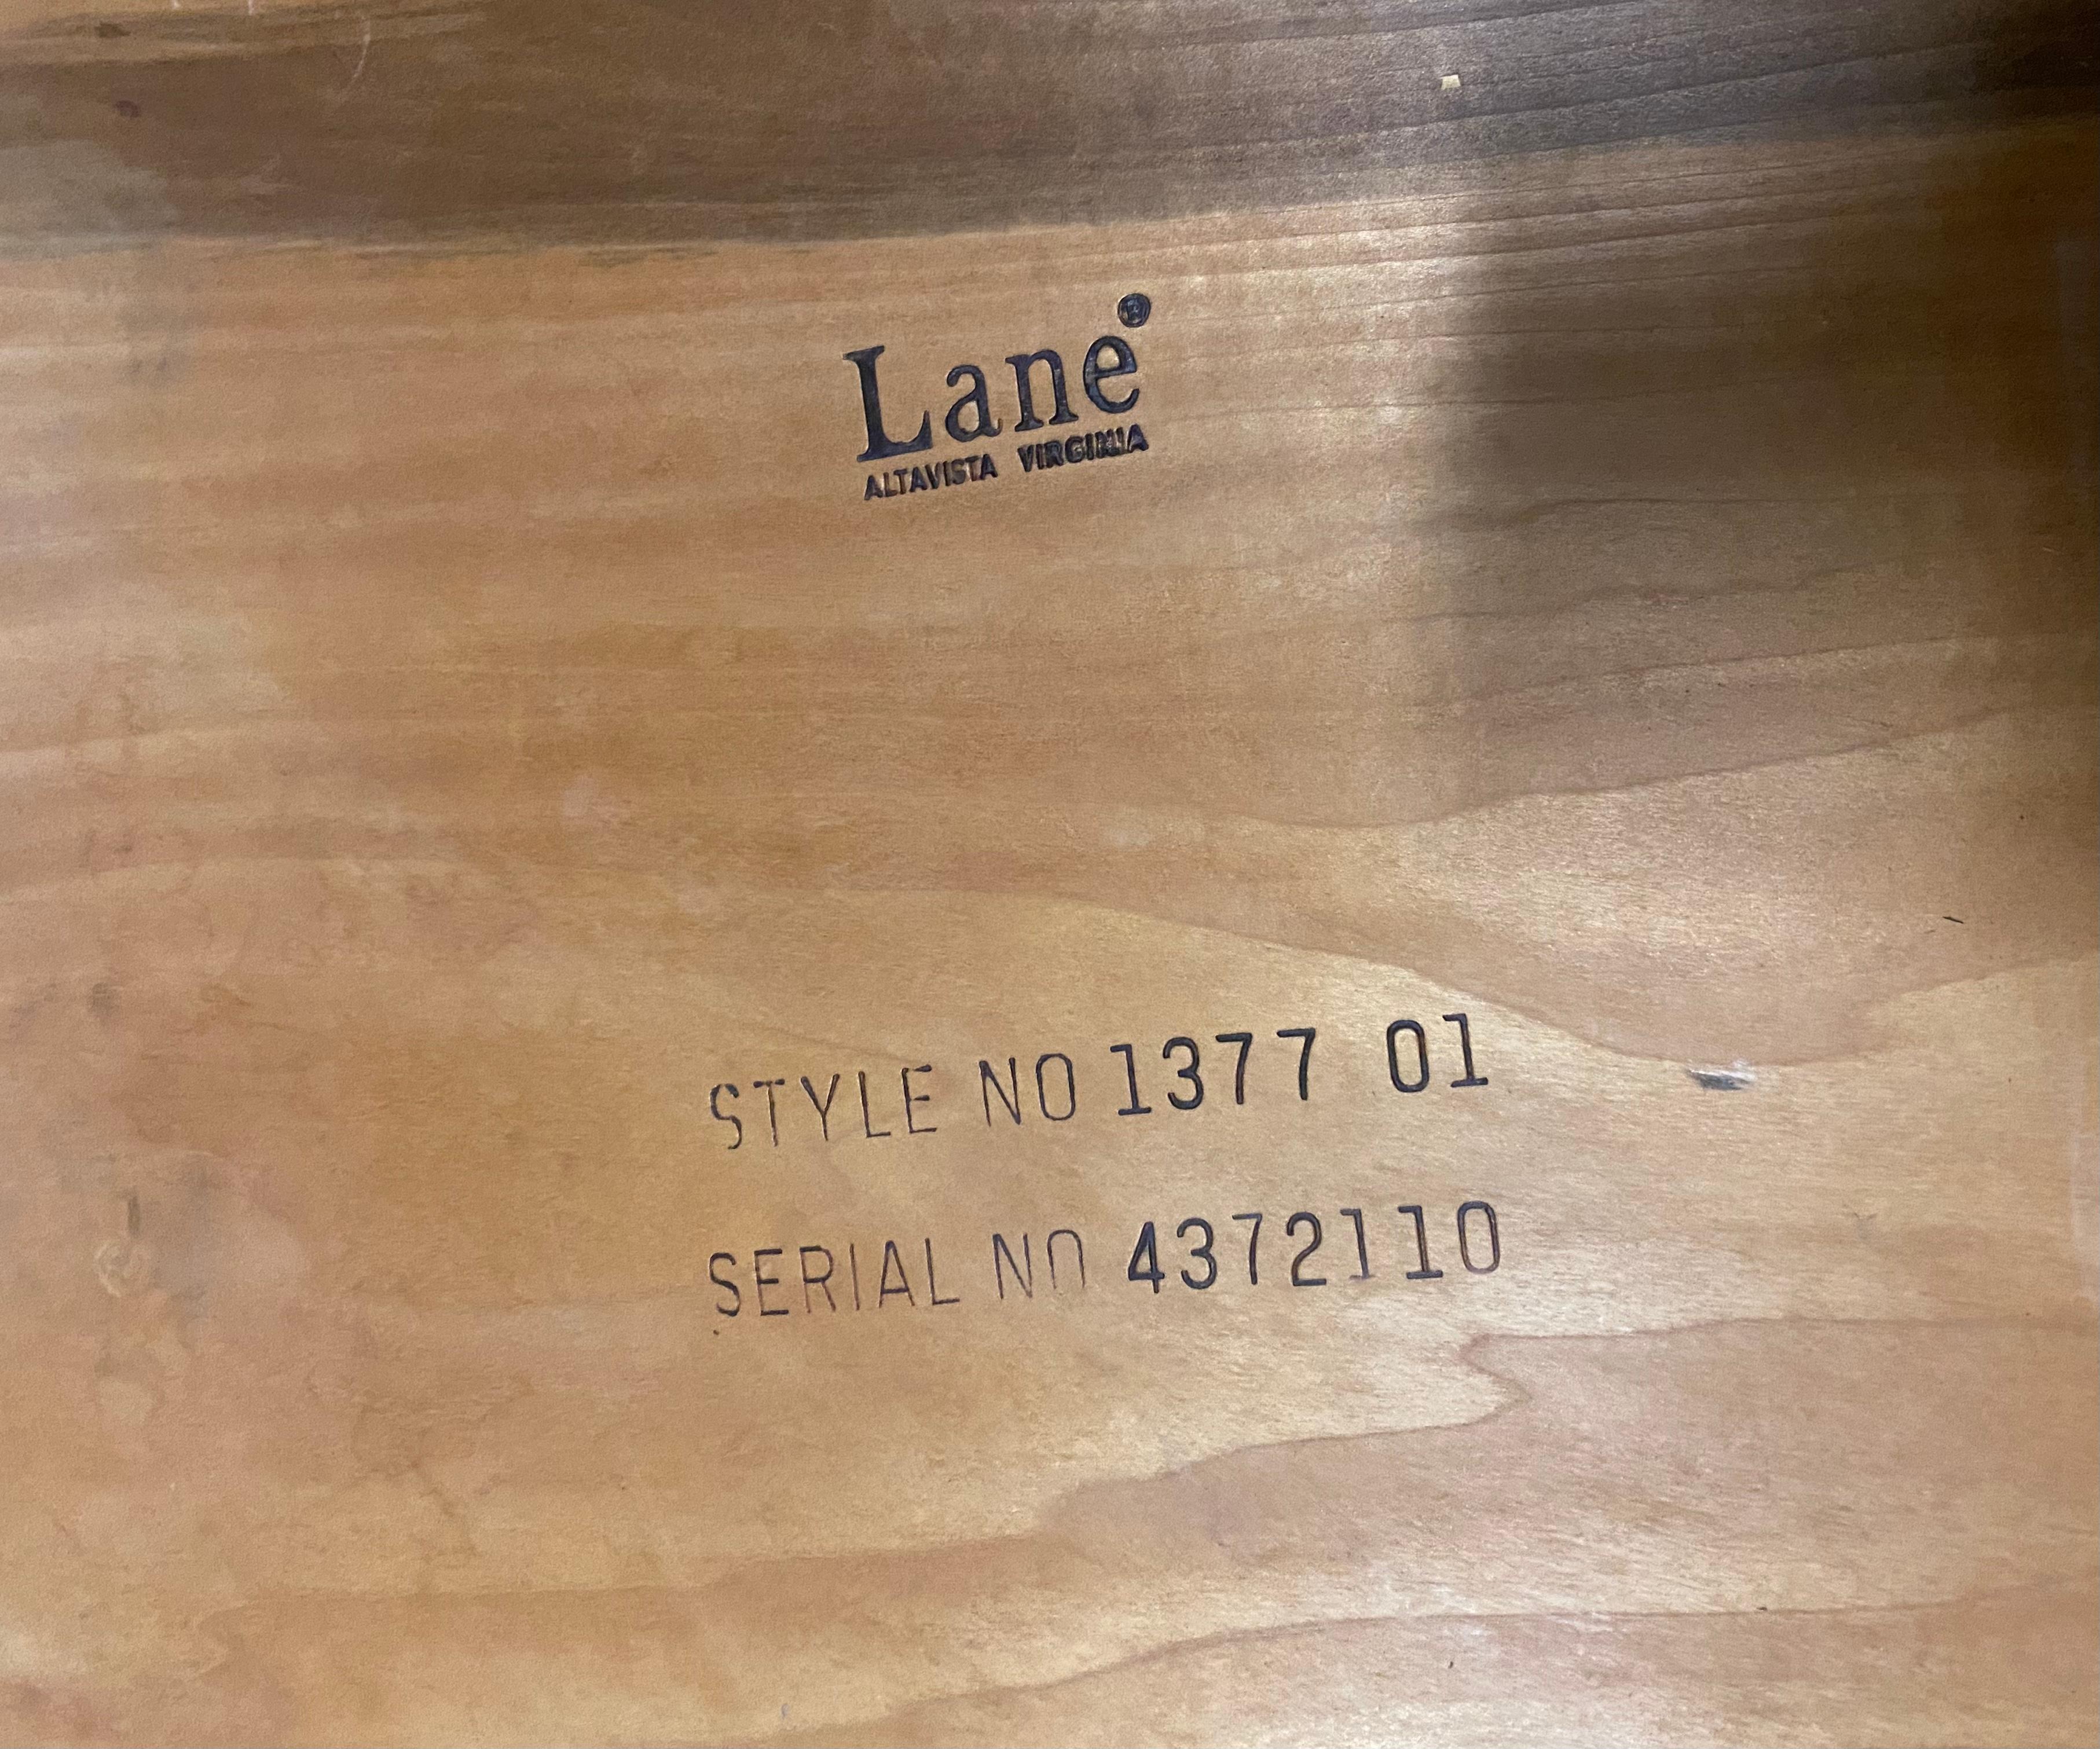 Lane®
ALTAVISTA VIRGINIA
STYLE NO 1377 01
SERIAL NO 4372110